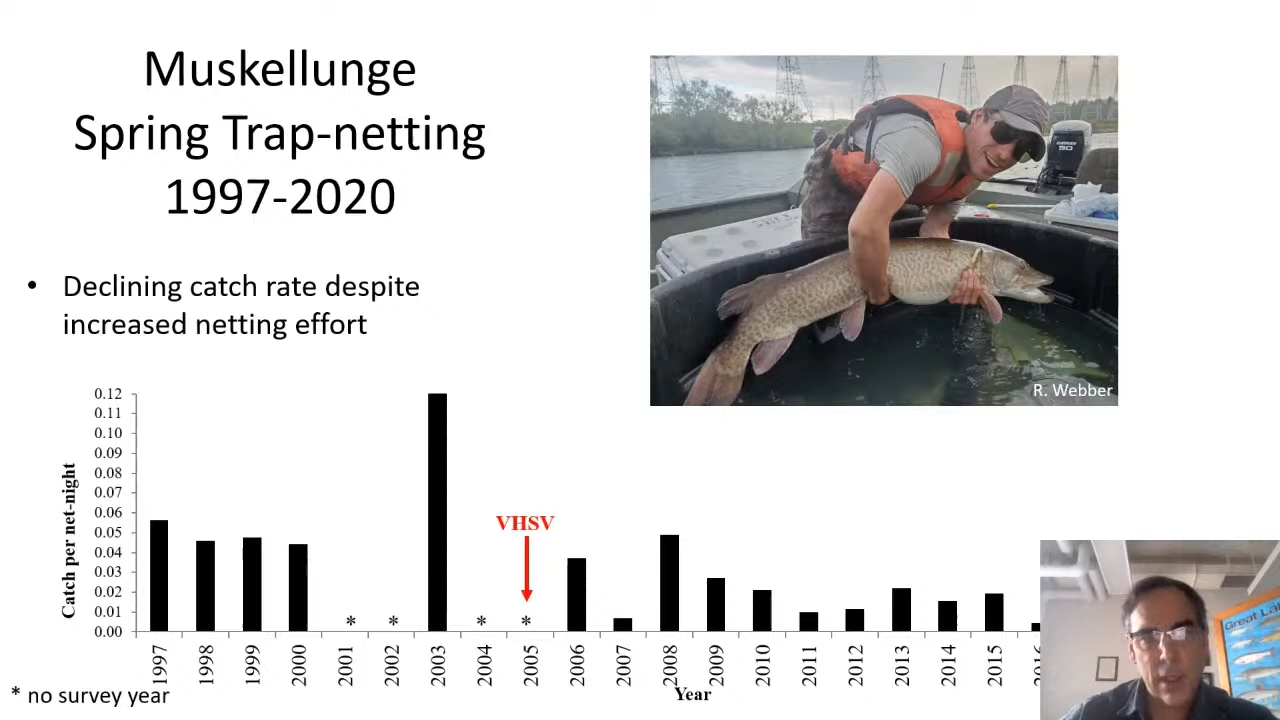 Muskellunge
Spring Trap-netting
1997-2020
• Declining catch rate despite
increased netting effort
R. Webber
0.12
0.11
0.10
0.09
0.08
0.07
0.06
0.05
0.04
0.03
0.02
0.01
0.00
Catch per net-night
VHSV
* * * *
1997 1998 1999 2000 2001 2002 2003 2004 2005 2006 2007 2008 2009 2010 2011 2012 2013 2014 2015
Year
* no survey year
90